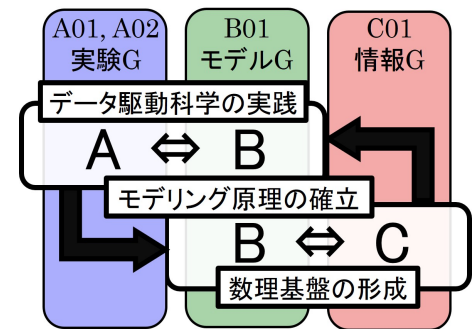 A01, A02 B01 C01
実験G モデルG 情報G
データ駆動科学の実践
A ⇔ B
モデリング原理の確立
B ⇔ C
数理基盤の形成